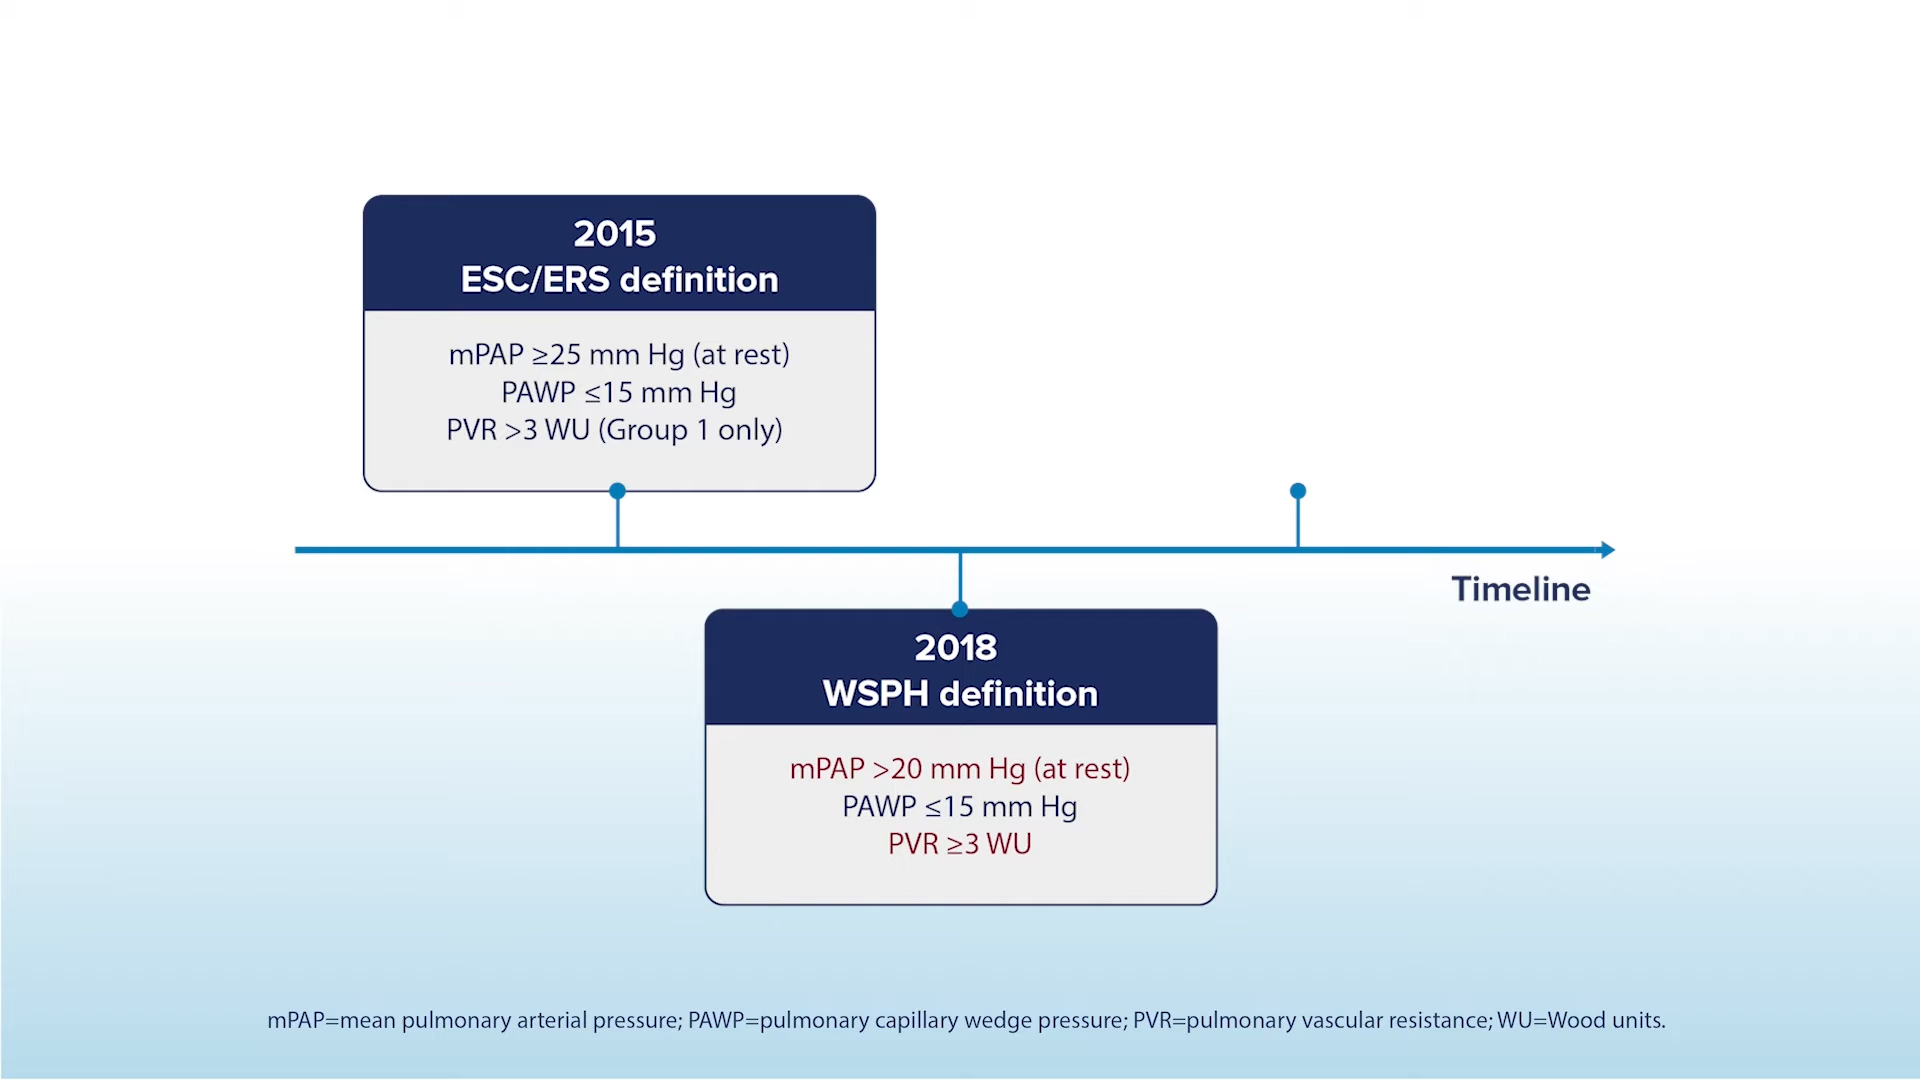 2015
ESC/ERS definition
mPAP ≥25 mm Hg (at rest)
PAWP ≤15 mm Hg
PVR >3 WU (Group 1 only)
Timeline
2018
WSPH definition
mPAP >20 mm Hg (at rest)
PAWP ≤15 mm Hg
PVR ≥3 WU
mPAP=mean pulmonary arterial pressure; PAWP=pulmonary capillary wedge pressure; PVR=pulmonary vascular resistance; WU=Wood units.